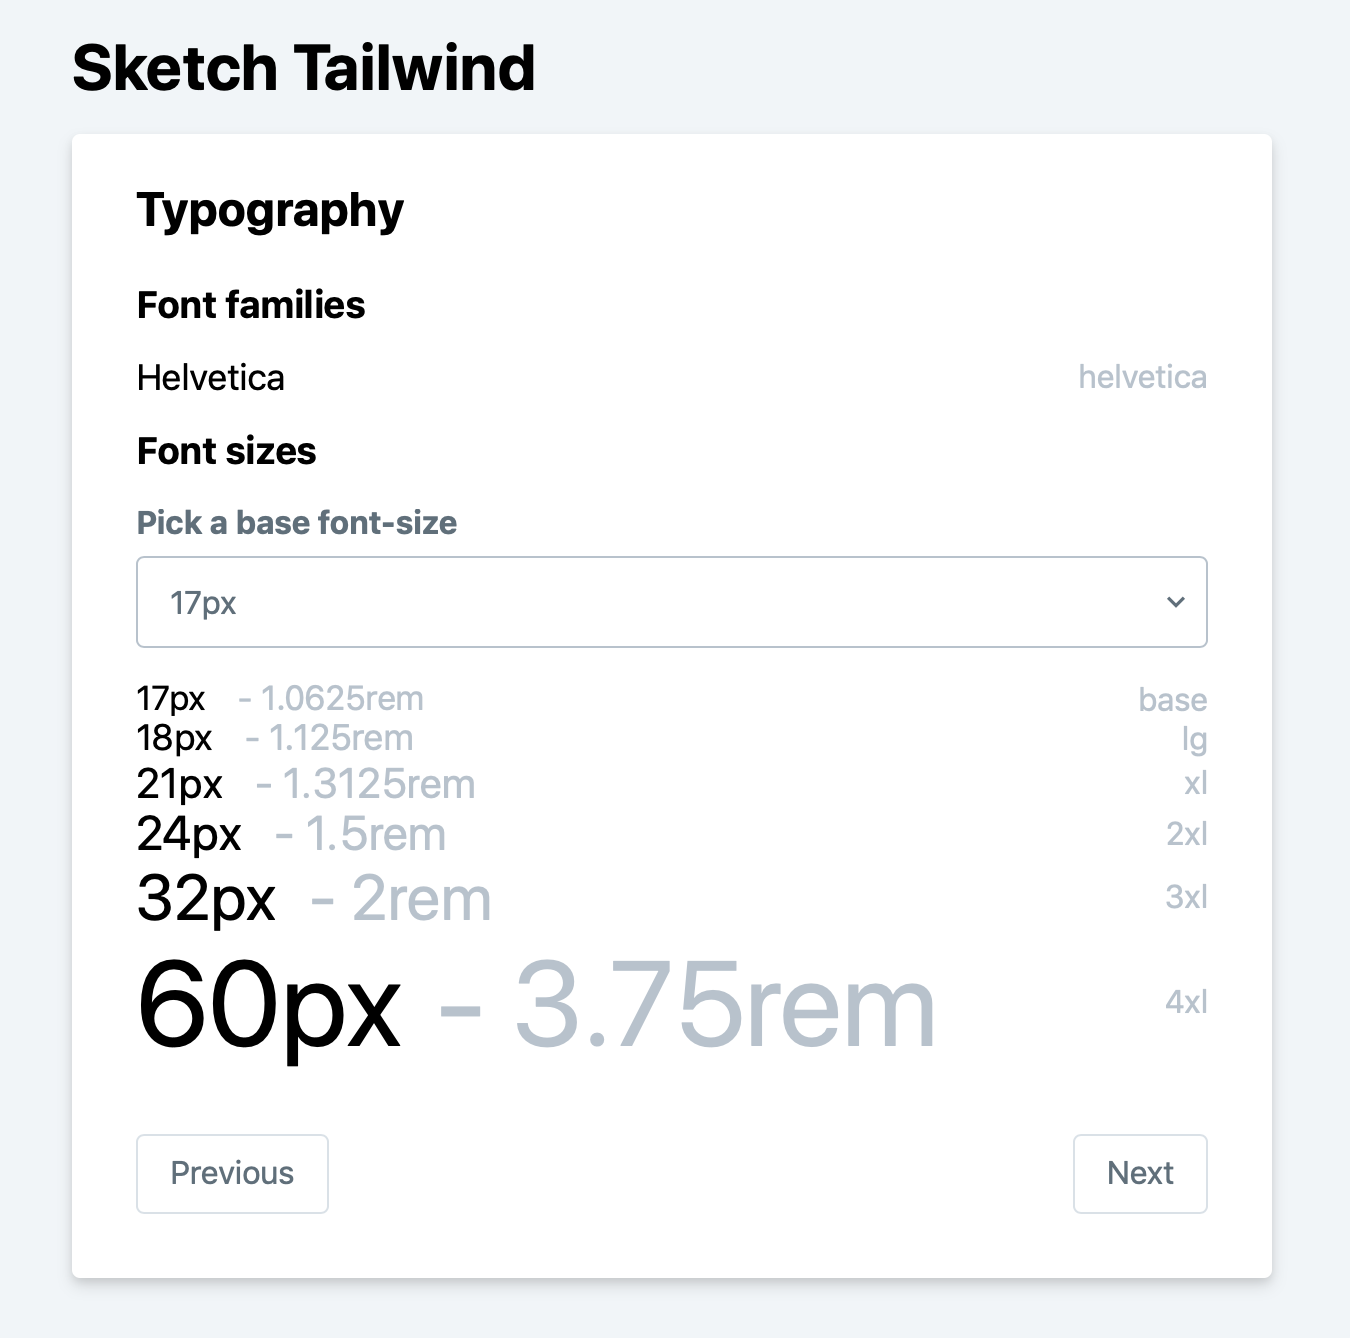 Sketch Tailwind
Typography
Font families
Helvetica helvetica
Font sizes
Pick a base font-size
17px
17px - 1.0625rem base
18px - 1.125rem lg
21px - 1.3125rem xl
24px - 1.5rem 2xl
32px - 2rem 3xl
60px - 3.75rem 4xl
Previous Next